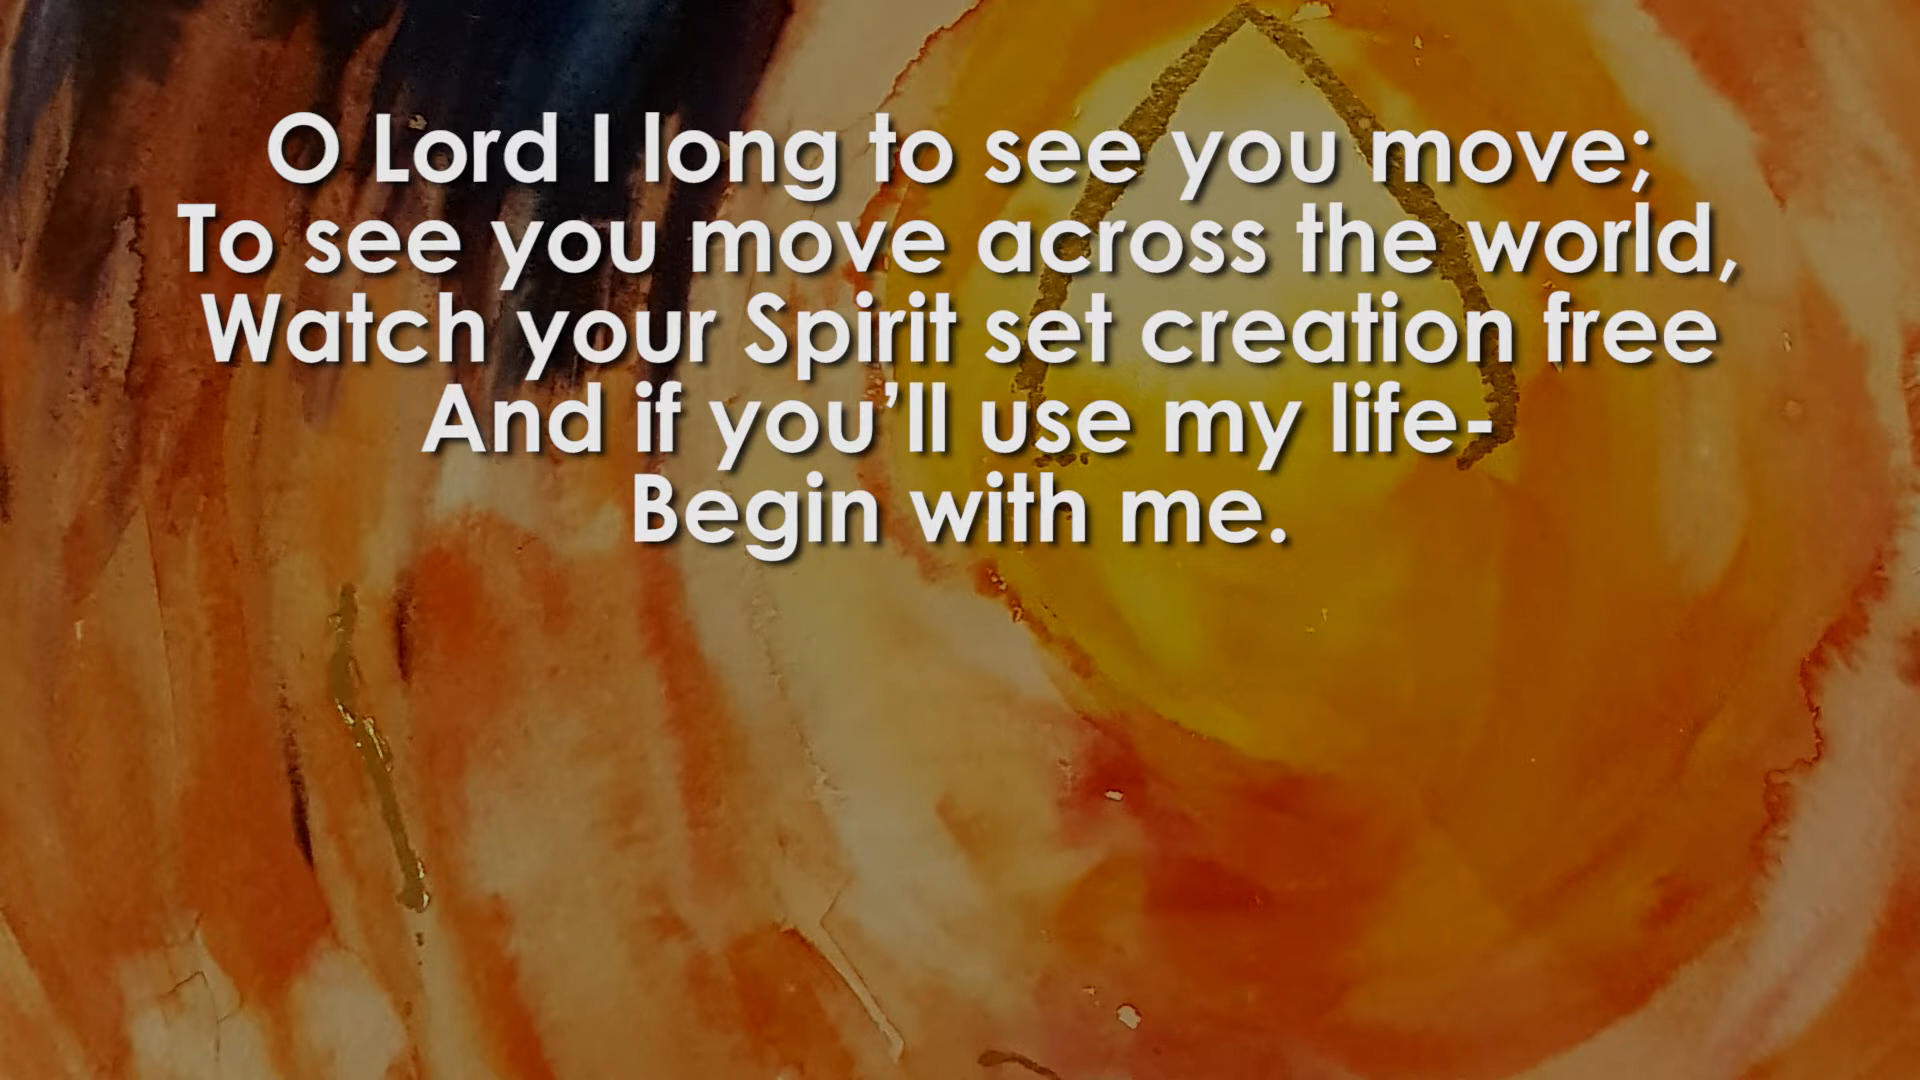 O Lord I long to see you move;
To see you move across the world,
Watch your Spirit set creation free
And if you’ll use my life-
Begin with me.